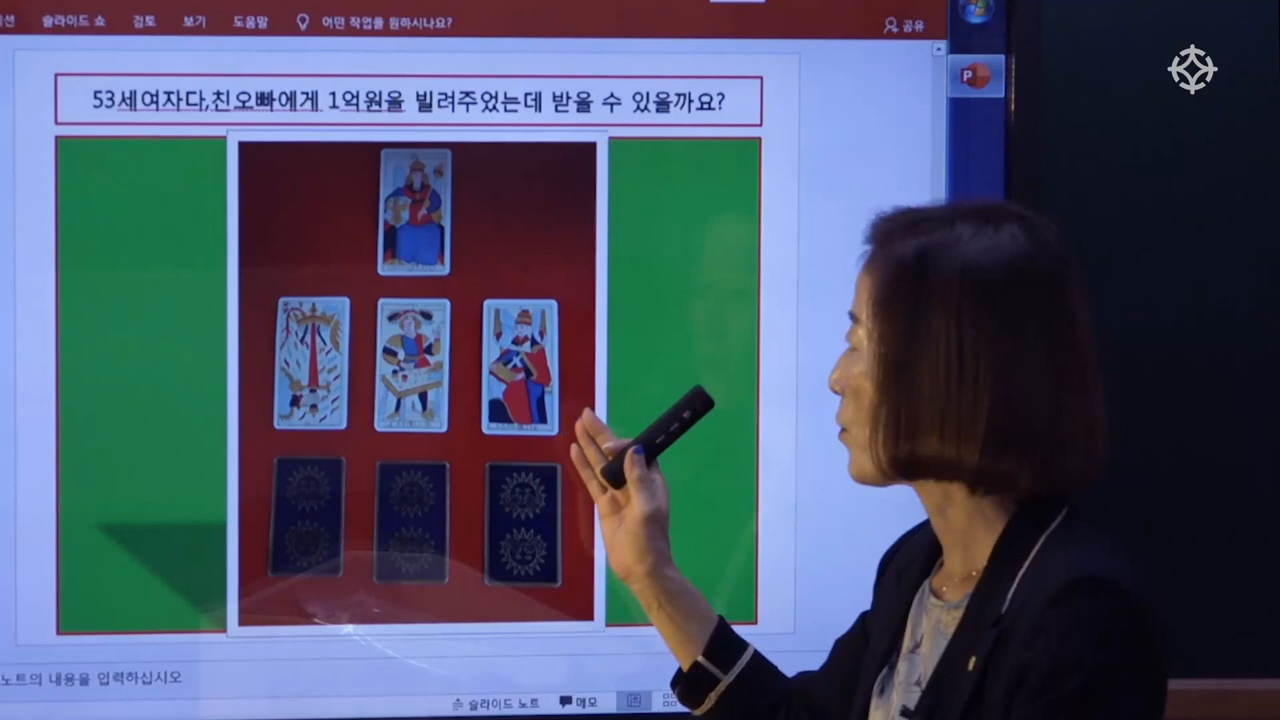 슬라이드 쇼 검토 보기 도움말 어떤 작업을 원하시나요? 공유
P
53세여자다,친오빠에게 1억원을 빌려주었는데 받을 수 있을까요?
노트의 내용을 입력하십시오
슬라이드 노트 메모